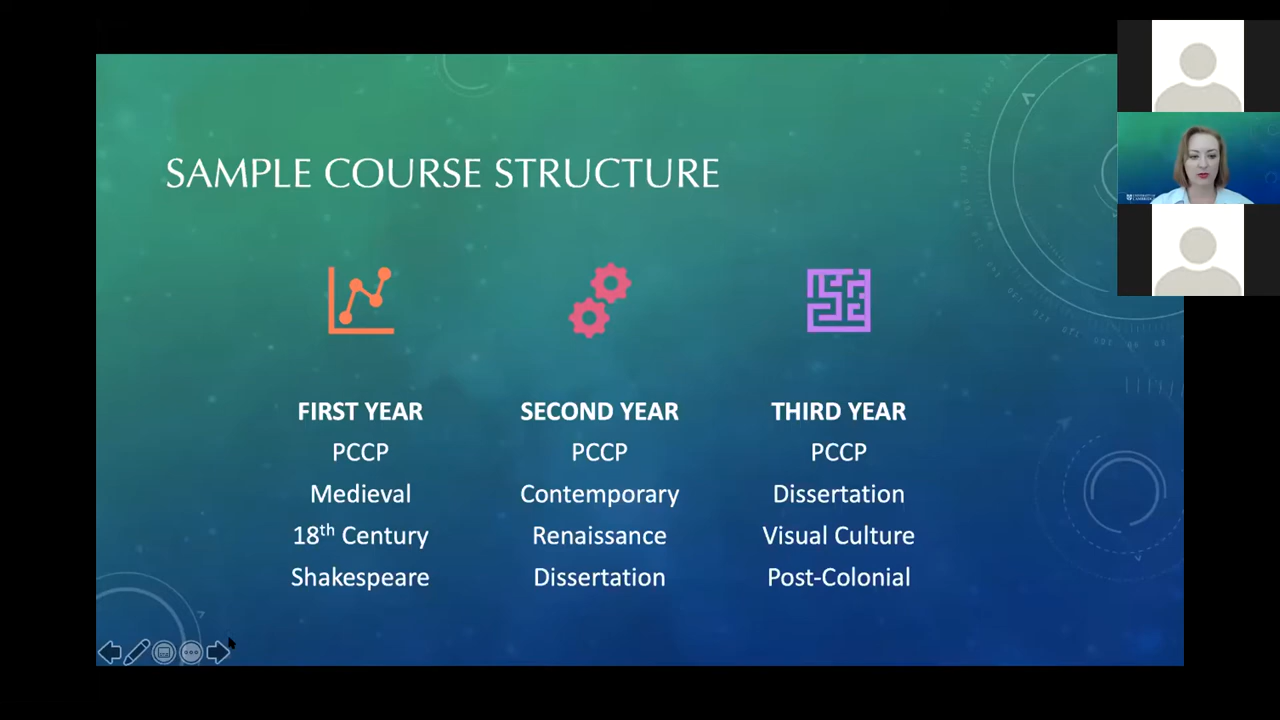 SAMPLE COURSE STRUCTURE
FIRST YEAR
PCCP
Medieval
18th Century
Shakespeare
SECOND YEAR
PCCP
Contemporary
Renaissance
Dissertation
THIRD YEAR
PCCP
Dissertation
Visual Culture
Post-Colonial